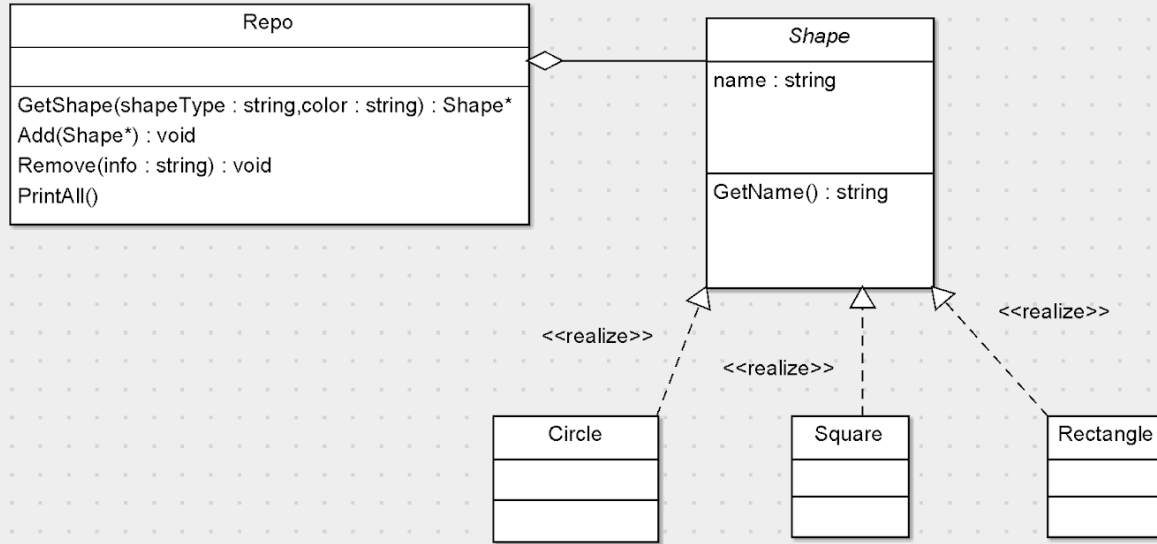 Repo
GetShape(shapeType : string,color : string) : Shape*
Add(Shape*) : void
Remove(info : string) : void
PrintAll()
Shape
name : string
GetName() : string
<<realize>>
<<realize>>
<<realize>>
Circle
Square
Rectangle